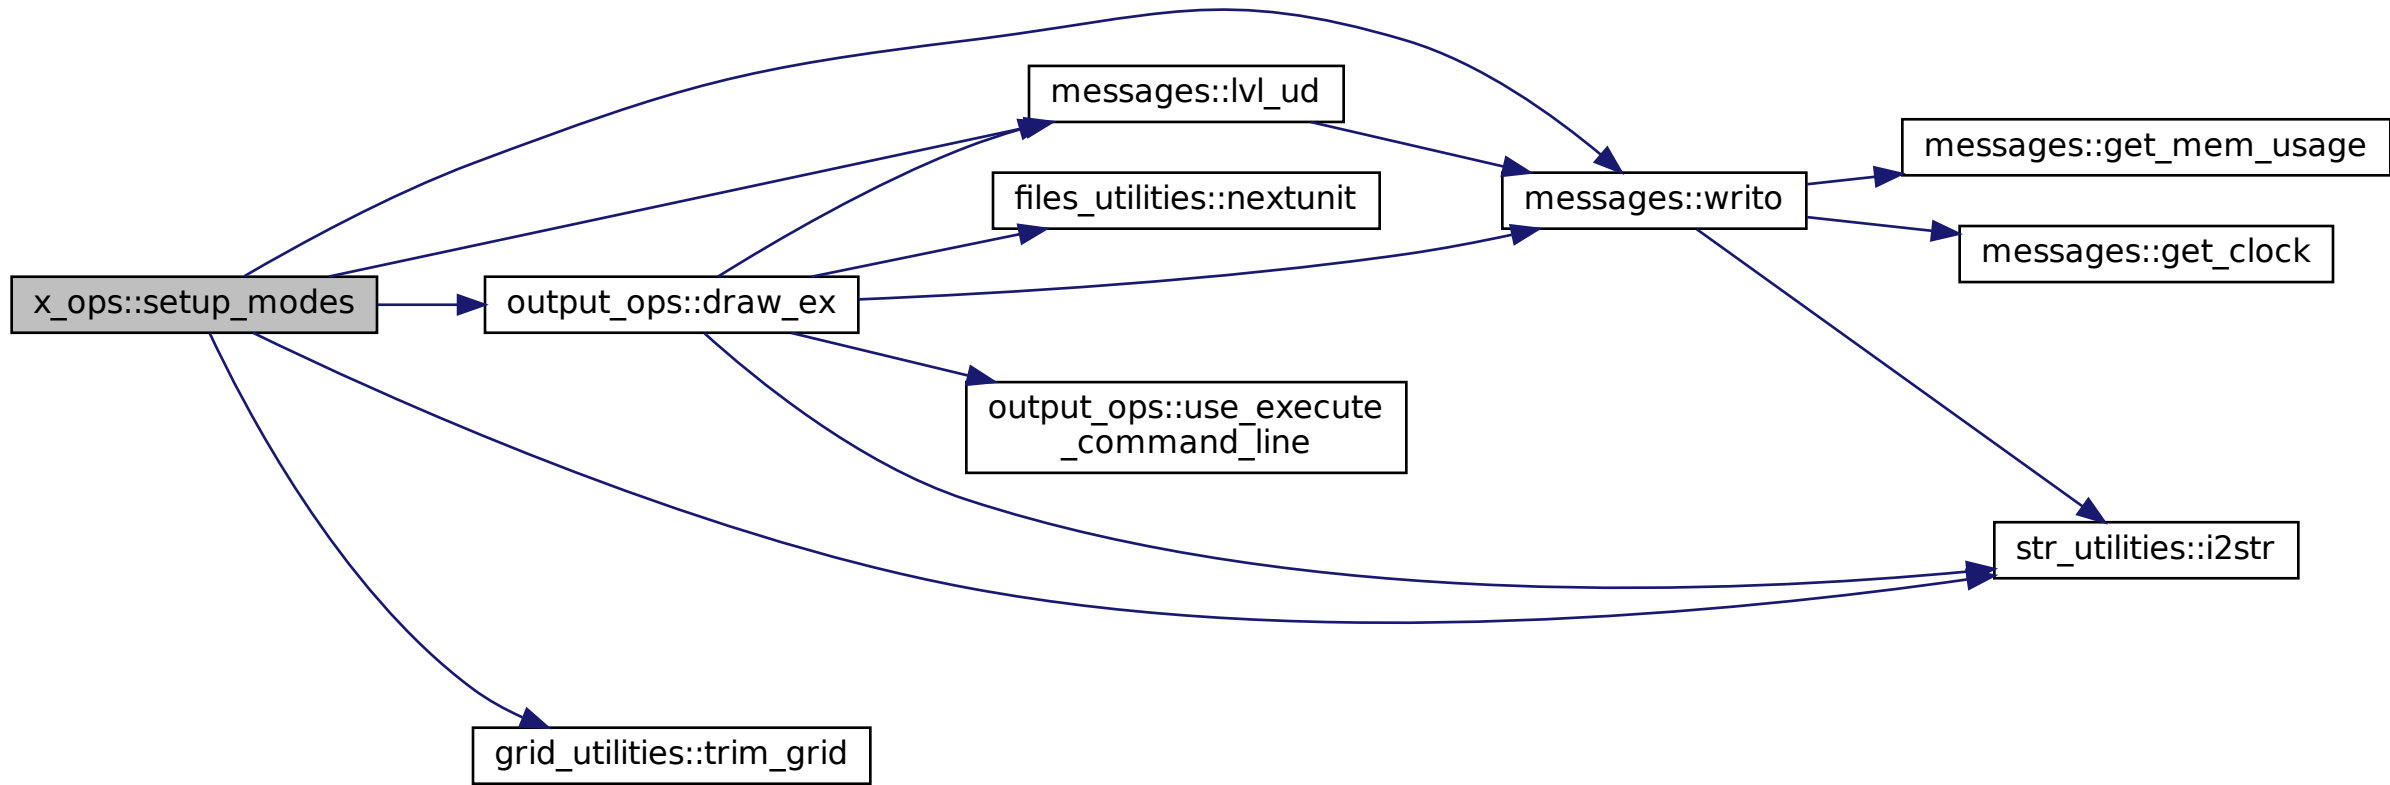 messages::lvl_ud
messages::get_mem_usage
files_utilities::nextunit
messages::writo
messages::get_clock
x_ops::setup_modes
output_ops::draw_ex
output_ops::use_execute
_command_line
str_utilities::i2str
grid_utilities::trim_grid